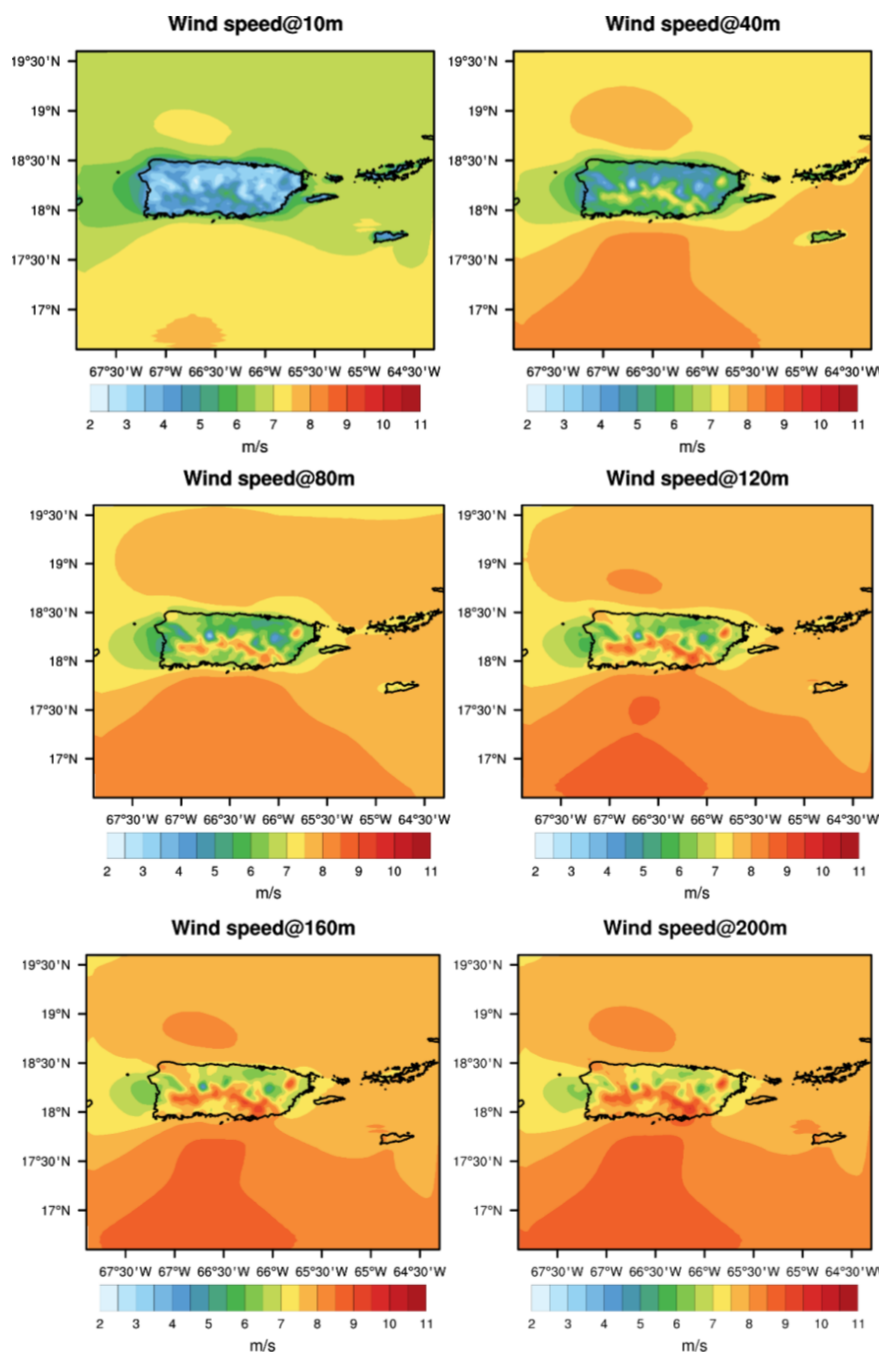 Wind speed@10m
Wind speed@40m
19°30'N
19°N
18°30'N
18°N
17°30'N
17°N
67°30'W 67°W 66°30'W 66°W 65°30'W 65°W 64°30'W
2 3 4 5 6 7 8 9 10 11
m/s
19°30'N
19°N
18°30'N
18°N
17°30'N
17°N
67°30'W 67°W 66°30'W 66°W 65°30'W 65°W 64°30'W
2 3 4 5 6 7 8 9 10 11
m/s
Wind speed@80m
Wind speed@120m
19°30'N
19°N
18°30'N
18°N
17°30'N
17°N
67°30'W 67°W 66°30'W 66°W 65°30'W 65°W 64°30'W
2 3 4 5 6 7 8 9 10 11
m/s
19°30'N
19°N
18°30'N
18°N
17°30'N
17°N
67°30'W 67°W 66°30'W 66°W 65°30'W 65°W 64°30'W
2 3 4 5 6 7 8 9 10 11
m/s
Wind speed@160m
Wind speed@200m
19°30'N
19°N
18°30'N
18°N
17°30'N
17°N
67°30'W 67°W 66°30'W 66°W 65°30'W 65°W 64°30'W
2 3 4 5 6 7 8 9 10 11
m/s
19°30'N
19°N
18°30'N
18°N
17°30'N
17°N
67°30'W 67°W 66°30'W 66°W 65°30'W 65°W 64°30'W
2 3 4 5 6 7 8 9 10 11
m/s